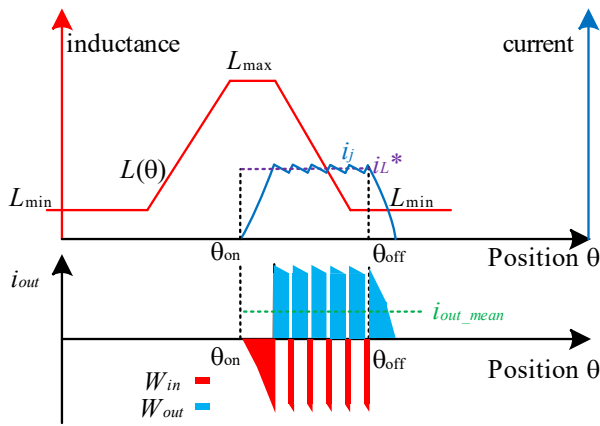 inductance
current
Lmax
ij
iL*
L(θ)
Lmin
Lmin
θon
θoff
Position θ
iout
iout_mean
θon
θoff
Position θ
Win
Wout